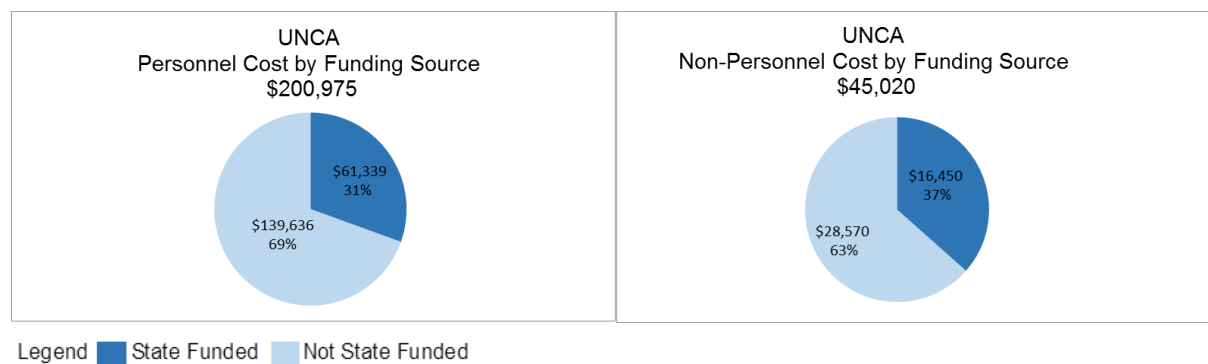 UNCA
Personnel Cost by Funding Source
$200,975
$61,339
31%
$139,636
69%
UNCA
Non-Personnel Cost by Funding Source
$45,020
$16,450
37%
$28,570
63%
Legend State Funded Not State Funded